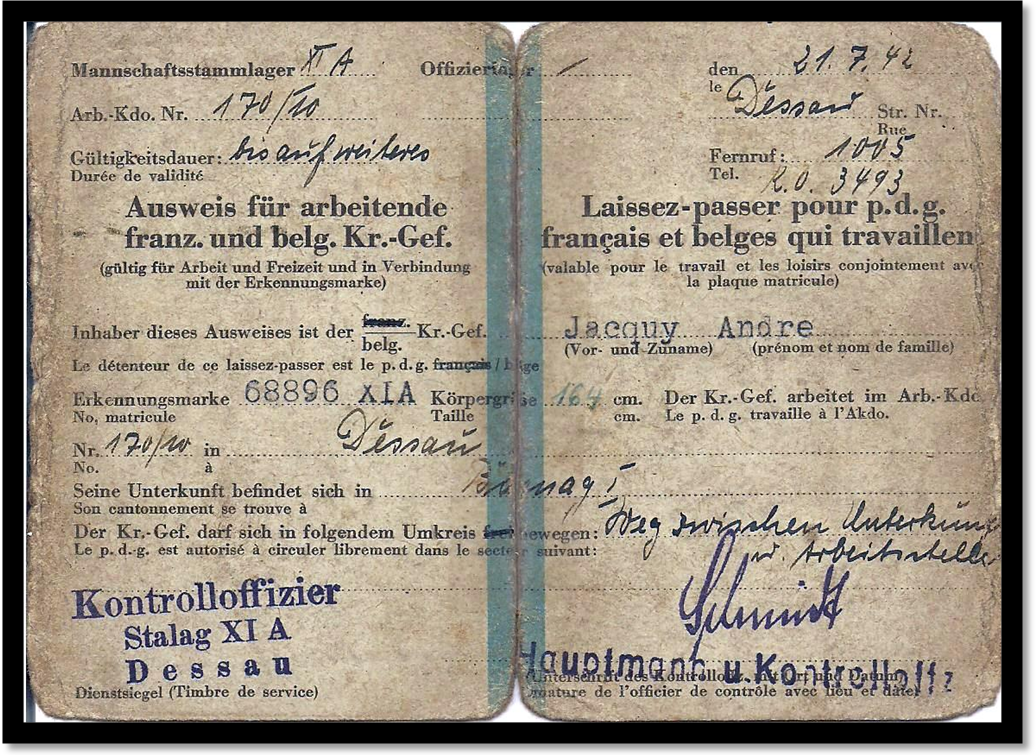 Mannschaftsstammlager XI A Offizierlager —
Arb.-Kdo. Nr. 170/10
Gültigkeitsdauer: bis auf weiteres
Durée de validité
Ausweis für arbeitende
franz. und belg. Kr.-Gef.
(gültig für Arbeit und Freizeit und in Verbindung
mit der Erkennungsmarke)
Inhaber dieses Ausweises ist der franz. Kr.-Gef.
belg.
Le détenteur de ce laissez-passer est le p.d.g. français / belge
Erkennungsmarke 68896 XIA Körpergröße
No. matricule Taille
Nr. 170/10 in Dessau
No. à
Seine Unterkunft befindet sich in
Son cantonnement se trouve à
Der Kr.-Gef. darf sich in folgendem Umkreis frei bewegen:
Le p.-d.-g. est autorisé à circuler librement dans le secteur suivant:
Kontrolloffizier
Stalag XI A
Dessau
Dienstsiegel (Timbre de service)
den 21.7.42
le
Dessau Str. Nr.
Rue
Fernruf: 1005
Tel. R.O. 3493
Laissez-passer pour p.d.g.
français et belges qui travaillen
(valable pour le travail et les loisirs conjointement avec
la plaque matricule)
Jacquy Andre
(Vor- und Zuname) (prénom et nom de famille)
164 cm. Der Kr.-Gef. arbeitet im Arb.-Kdo.
cm. Le p.d.g. travaille à l'Akdo.
I
Weg zwischen Unterkunft
u. Arbeitsstelle
Schmidt
Hauptmann u. Kontrolloffz
Unterschrift des Kontrolloffz. mit Ort und Datum
nature de l'officier de contrôle avec lieu et date)